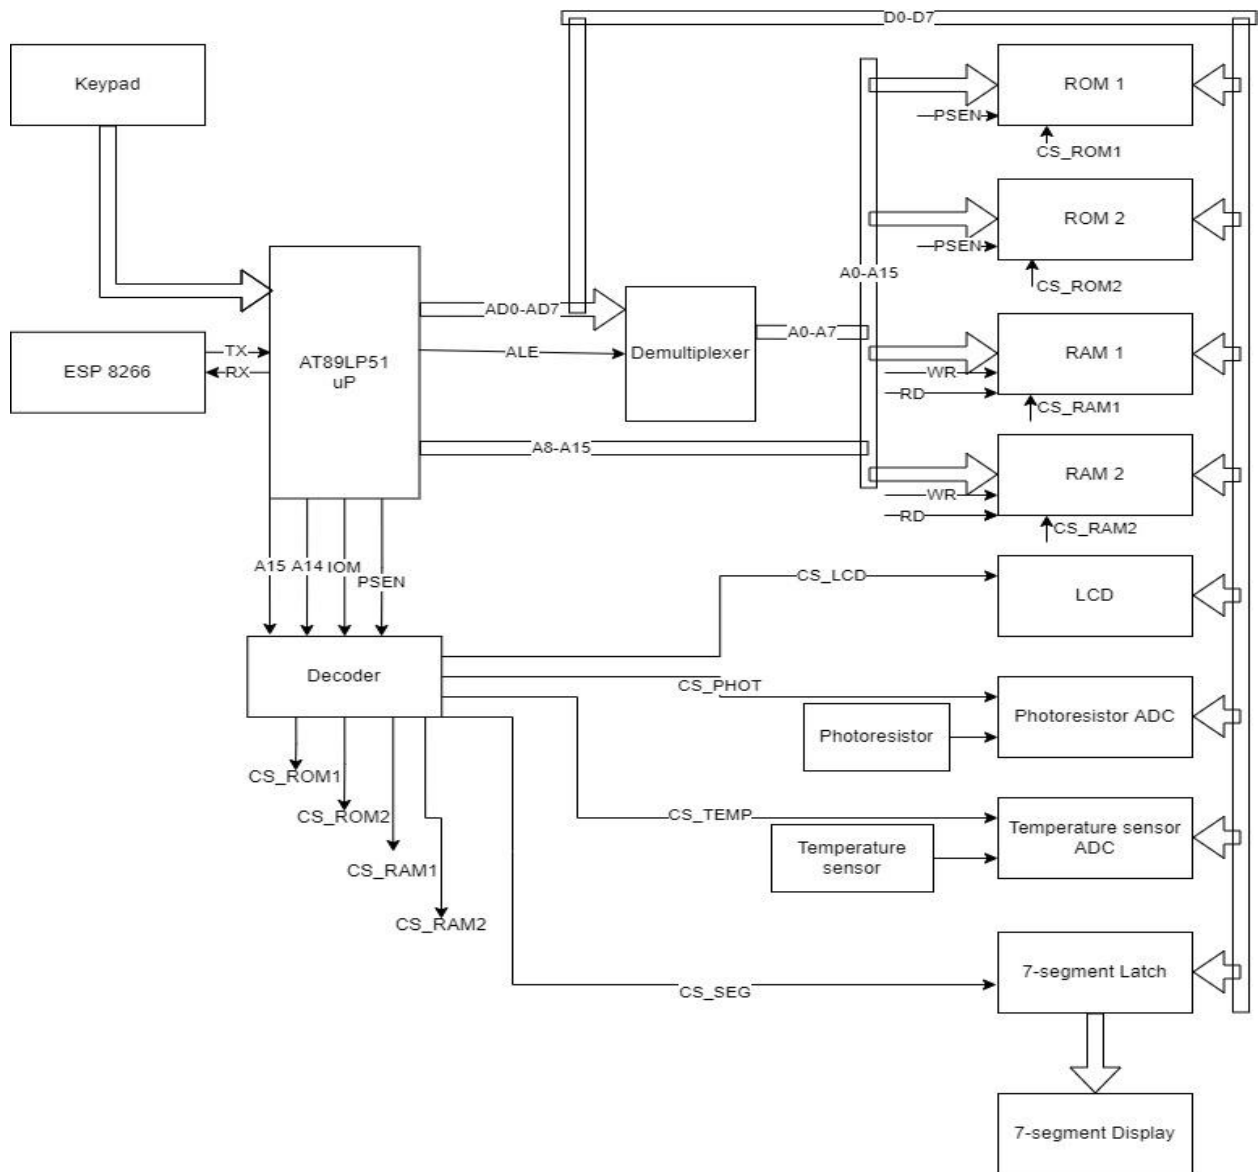 D0-D7
Keypad
ROM 1
PSEN
CS_ROM1
ROM 2
PSEN
A0-A15
CS_ROM2
AD0-AD7
A0-A7
ESP 8266
TX
RX
AT89LP51
uP
ALE
Demultiplexer
RAM 1
WR
RD
CS_RAM1
A8-A15
RAM 2
WR
RD
CS_RAM2
A15
A14
IOM
PSEN
CS_LCD
LCD
Decoder
CS_PHOT
Photoresistor
Photoresistor ADC
CS_ROM1
CS_ROM2
CS_TEMP
Temperature sensor
ADC
Temperature
sensor
CS_RAM1
CS_RAM2
CS_SEG
7-segment Latch
7-segment Display